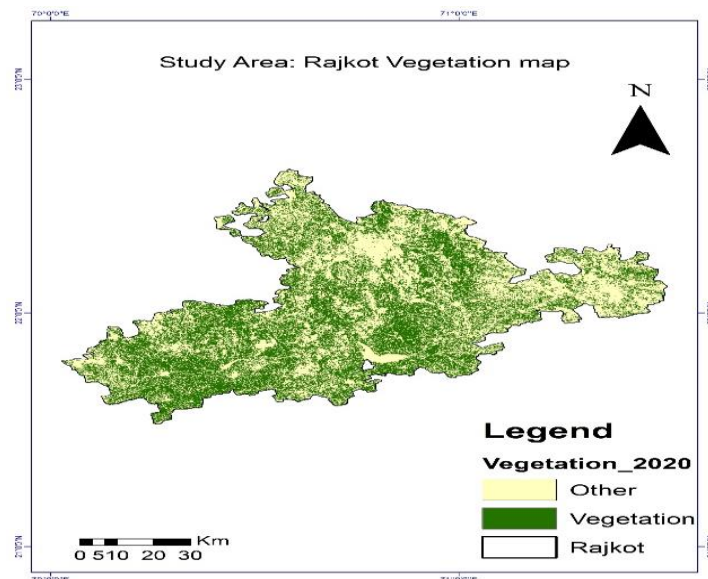 70°0'0"E 71°0'0"E
Study Area: Rajkot Vegetation map
N
Legend
Vegetation_2020
Other
Vegetation
Rajkot
Km
0 5 10 20 30